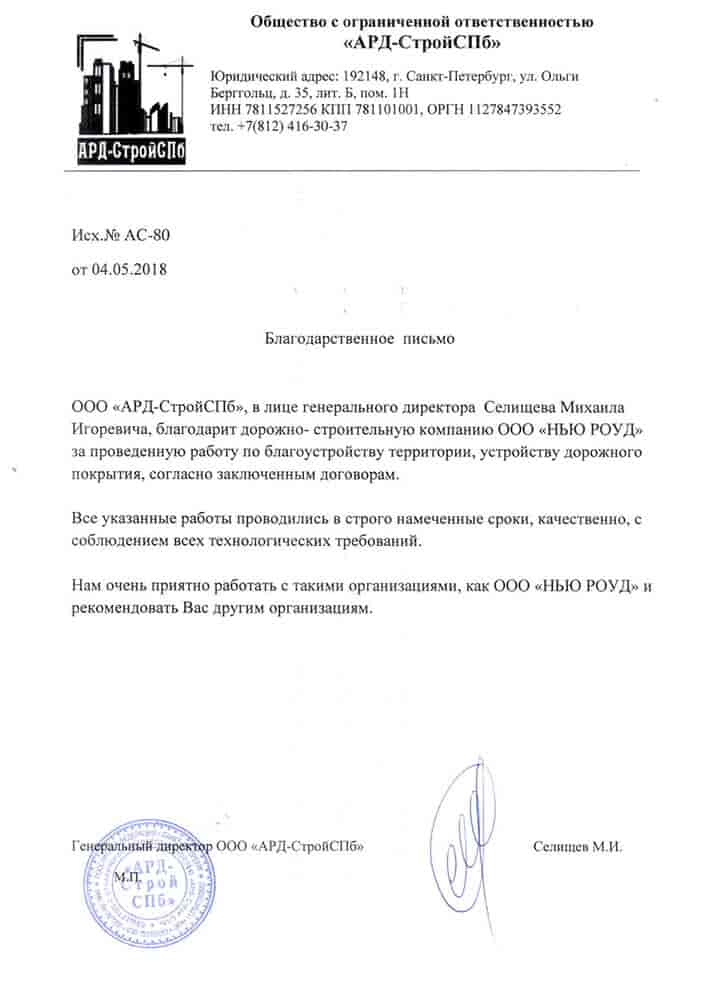 Общество с ограниченной ответственностью
«АРД-СтройСПб»
Юридический адрес: 192148, г. Санкт-Петербург, ул. Ольги
Берггольц, д. 35, лит. Б, пом. 1Н
ИНН 7811527256 КПП 781101001, ОРГН 1127847393552
тел. +7(812) 416-30-37
АРД-СтройСПб
Исх.№ АС-80
от 04.05.2018
Благодарственное письмо
ООО «АРД-СтройСПб», в лице генерального директора Селищева Михаила
Игоревича, благодарит дорожно- строительную компанию ООО «НЬЮ РОУД»
за проведенную работу по благоустройству территории, устройству дорожного
покрытия, согласно заключенным договорам.
Все указанные работы проводились в строго намеченные сроки, качественно, с
соблюдением всех технологических требований.
Нам очень приятно работать с такими организациями, как ООО «НЬЮ РОУД» и
рекомендовать Вас другим организациям.
Генеральный директор ООО «АРД-СтройСПб» Селищев М.И.
М.П.
«АРД-
Строй
СПб»